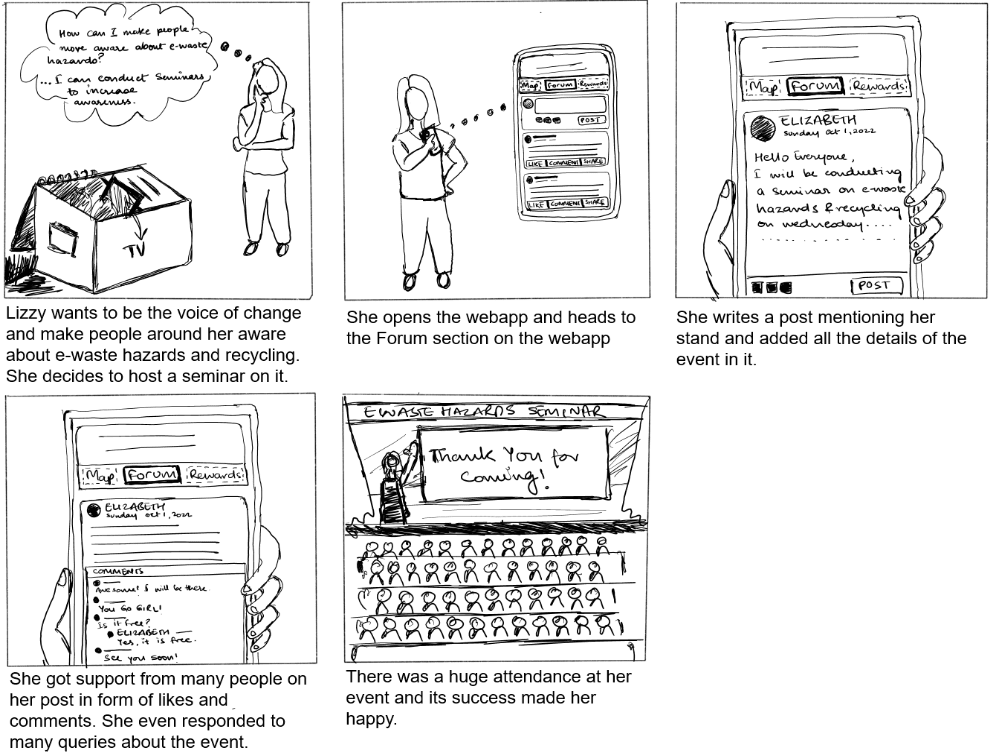 How can I make people
more aware about e-waste
hazards?
...I can conduct Seminars
to increase
awareness.
TV
Lizzy wants to be the voice of change
and make people around her aware
about e-waste hazards and recycling.
She decides to host a seminar on it.
Map Forum Rewards
POST
LIKE COMMENT SHARE
LIKE COMMENT SHARE
She opens the webapp and heads to
the Forum section on the webapp
Map Forum Rewards
ELIZABETH
Sunday Oct 1, 2022
Hello Everyone,
I will be conducting
a seminar on e-waste
hazards & recycling
on wednesday....
POST
She writes a post mentioning her
stand and added all the details of the
event in it.
Map Forum Rewards
ELIZABETH
Sunday Oct 1, 2022
COMMENTS
Awesome! I will be there.
You Go GIRL!
Is it free?
ELIZABETH
Yes, it is free.
See you soon!
She got support from many people on
her post in form of likes and
comments. She even responded to
many queries about the event.
EWASTE HAZARDS SEMINAR
Thank You for
Coming!
There was a huge attendance at her
event and its success made her
happy.